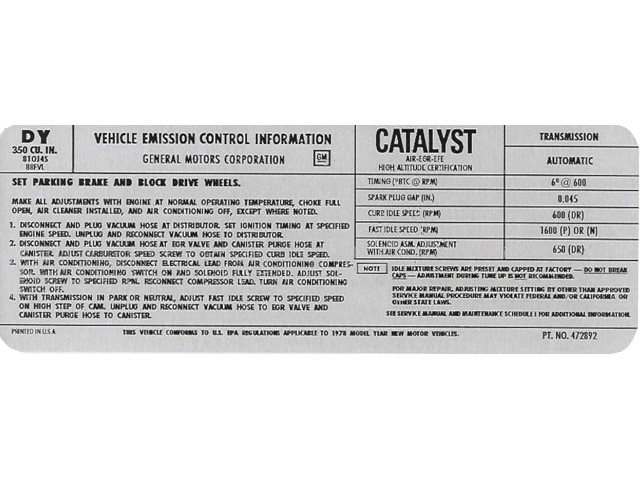 DY
350 CU. IN.
810J4S
88FVL
VEHICLE EMISSION CONTROL INFORMATION
GENERAL MOTORS CORPORATION GM
CATALYST
AIR-EGR-EFE
HIGH ALTITUDE CERTIFICATION
TRANSMISSION
AUTOMATIC
TIMING (°BTC @ RPM) 6° @ 600
SPARK PLUG GAP (IN.) 0.045
CURB IDLE SPEED (RPM) 600 (DR)
FAST IDLE SPEED (RPM) 1600 (P) OR (N)
SOLENOID ASM. ADJUSTMENT
WITH AIR COND. (RPM) 650 (DR)
SET PARKING BRAKE AND BLOCK DRIVE WHEELS.
MAKE ALL ADJUSTMENTS WITH ENGINE AT NORMAL OPERATING TEMPERATURE, CHOKE FULL
OPEN, AIR CLEANER INSTALLED, AND AIR CONDITIONING OFF, EXCEPT WHERE NOTED.
1. DISCONNECT AND PLUG VACUUM HOSE AT DISTRIBUTOR. SET IGNITION TIMING AT SPECIFIED
ENGINE SPEED. UNPLUG AND RECONNECT VACUUM HOSE TO DISTRIBUTOR.
2. DISCONNECT AND PLUG VACUUM HOSE AT EGR VALVE AND CANISTER PURGE HOSE AT
CANISTER. ADJUST CARBURETOR SPEED SCREW TO OBTAIN SPECIFIED CURB IDLE SPEED.
3. WITH AIR CONDITIONING, DISCONNECT ELECTRICAL LEAD FROM AIR CONDITIONING COMPRES-
SOR. WITH AIR CONDITIONING SWITCH ON AND SOLENOID FULLY EXTENDED. ADJUST SOL-
ENOID SCREW TO SPECIFIED RPM. RECONNECT COMPRESSOR LEAD. TURN AIR CONDITIONING
SWITCH OFF.
4. WITH TRANSMISSION IN PARK OR NEUTRAL, ADJUST FAST IDLE SCREW TO SPECIFIED SPEED
ON HIGH STEP OF CAM. UNPLUG AND RECONNECT VACUUM HOSE TO EGR VALVE AND
CANISTER PURGE HOSE TO CANISTER.
NOTE IDLE MIXTURE SCREWS ARE PRESET AND CAPPED AT FACTORY — DO NOT BREAK
CAPS — ADJUSTMENT DURING TUNE UP IS NOT RECOMMENDED.
FOR MAJOR REPAIR, ADJUSTING MIXTURE SETTING BY OTHER THAN APPROVED
SERVICE MANUAL PROCEDURE MAY VIOLATE FEDERAL AND/OR CALIFORNIA OR
OTHER STATE LAWS.
SEE SERVICE MANUAL AND MAINTENANCE SCHEDULE I FOR ADDITIONAL INFORMATION.
PRINTED IN U.S.A. THIS VEHICLE CONFORMS TO U.S. EPA REGULATIONS APPLICABLE TO 1978 MODEL YEAR NEW MOTOR VEHICLES. PT. NO. 472892